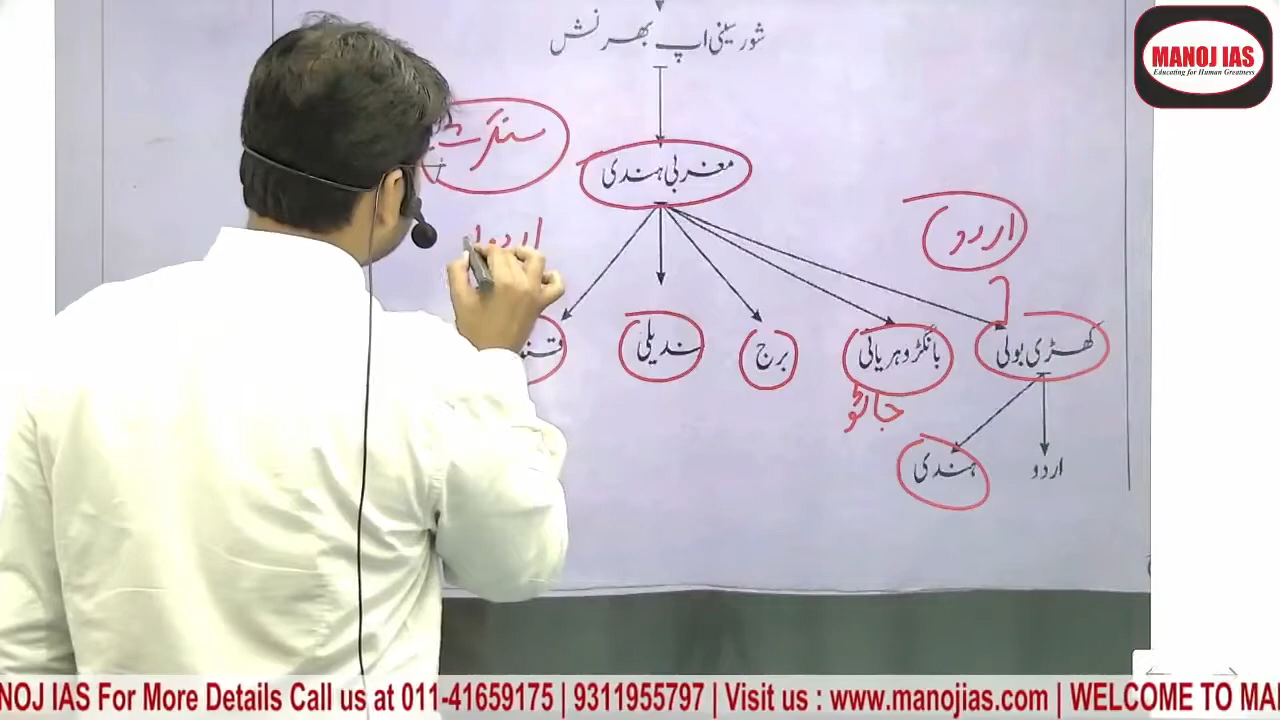 MANOJ IAS
Educating for Human Greatness
شورسینی اپ بھرنش
مغربی ہندی
اردو
اردو
کھڑی بولی
بانگڑو ہریانی
برج
بندیلی
جاٹو
ہندی
اردو
NOJ IAS For More Details Call us at 011-41659175 | 9311955797 | Visit us : www.manojias.com | WELCOME TO MA